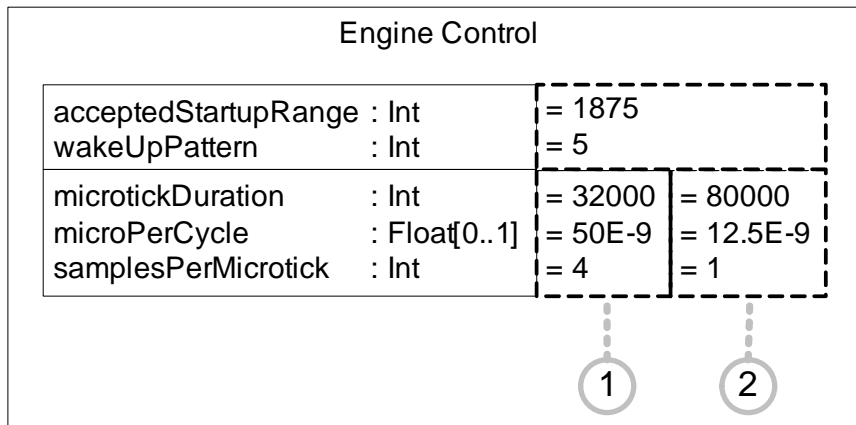 Engine Control
acceptedStartupRange : Int = 1875
wakeUpPattern : Int = 5
microtickDuration : Int = 32000 = 80000
microPerCycle : Float[0..1] = 50E-9 = 12.5E-9
samplesPerMicrotick : Int = 4 = 1
1 2